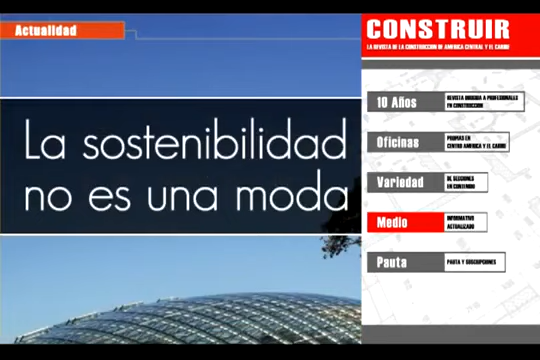 Actualidad
La sostenibilidad
no es una moda
CONSTRUIR
LA REVISTA DE LA CONSTRUCCION DE AMERICA CENTRAL Y EL CARIBE
10 Años
REVISTA DIRIGIDA A PROFESIONALES
EN CONSTRUCCION
Oficinas
PROPIAS EN
CENTRO AMERICA Y EL CARIBE
Variedad
DE SECCIONES
EN CONTENIDO
Medio
INFORMATIVO
ACTUALIZADO
Pauta
PAUTA Y SUSCRIPCIONES